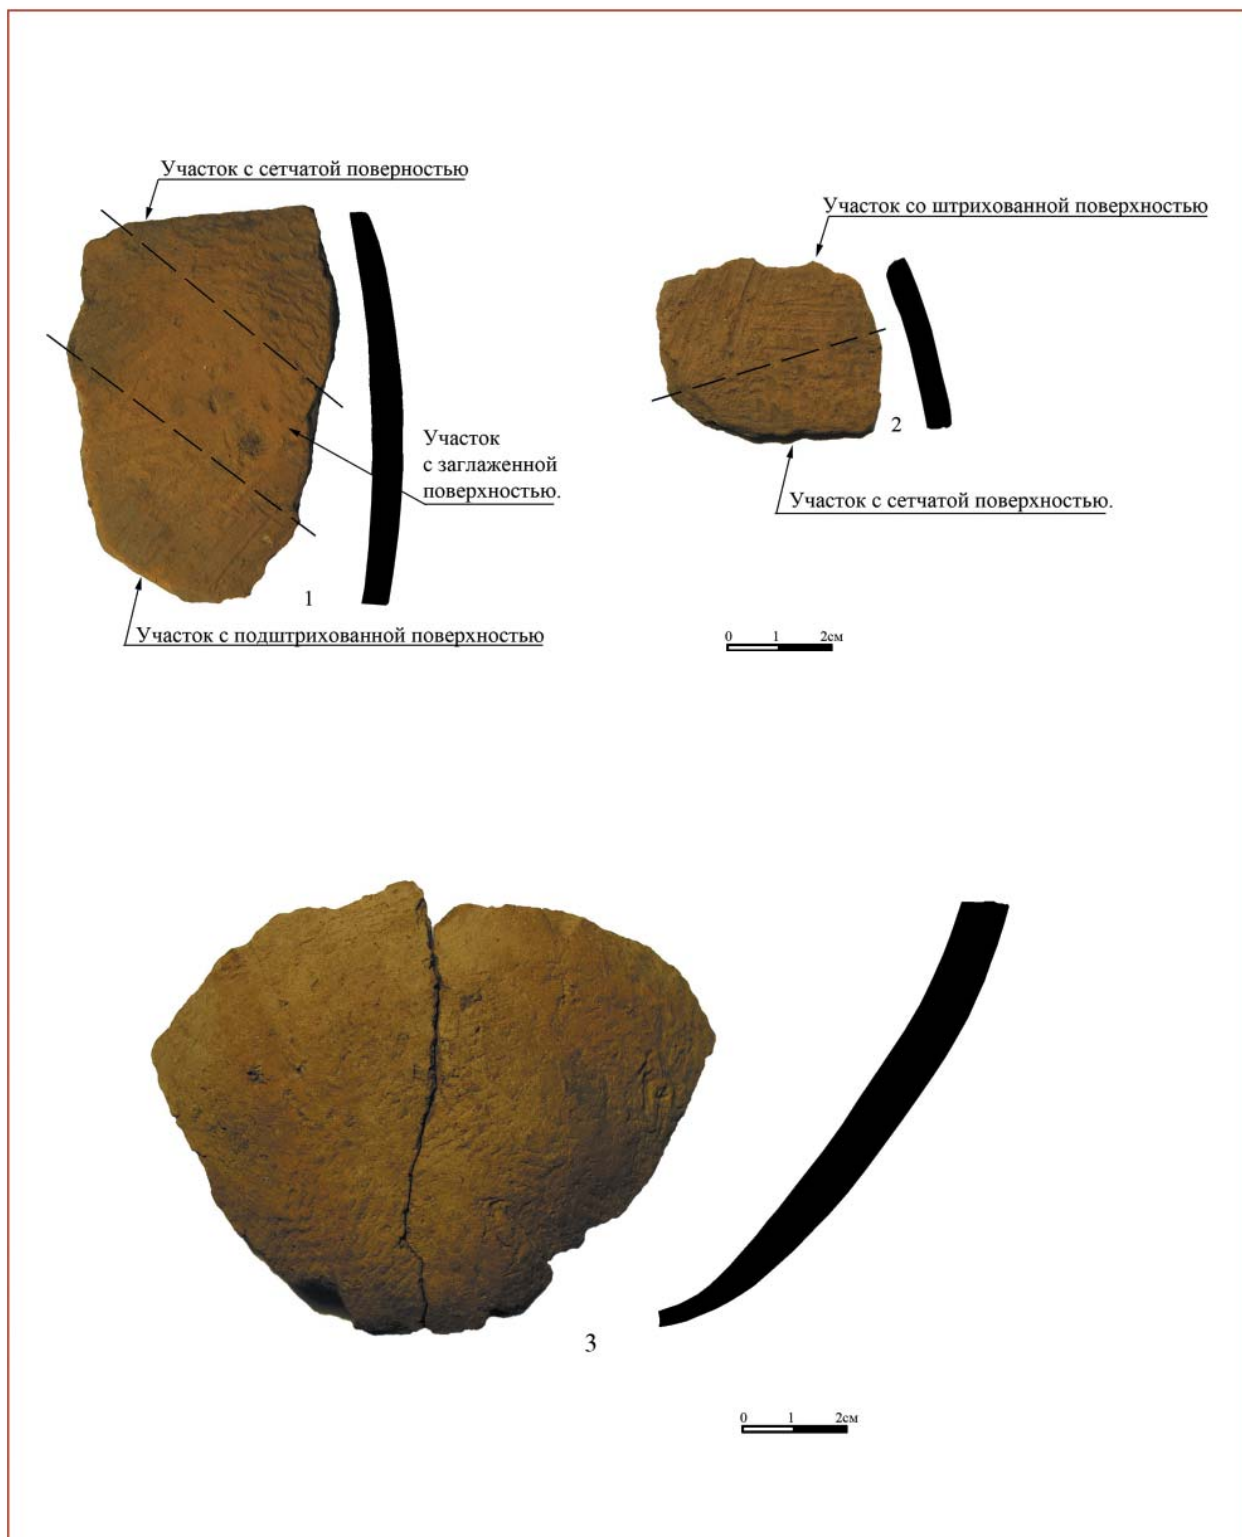 Участок с сетчатой поверностью
Участок со штрихованной поверхностью
Участок
с заглаженной
поверхностью.
2
Участок с сетчатой поверхностью.
1
Участок с подштрихованной поверхностью
0 1 2см
3
0 1 2см